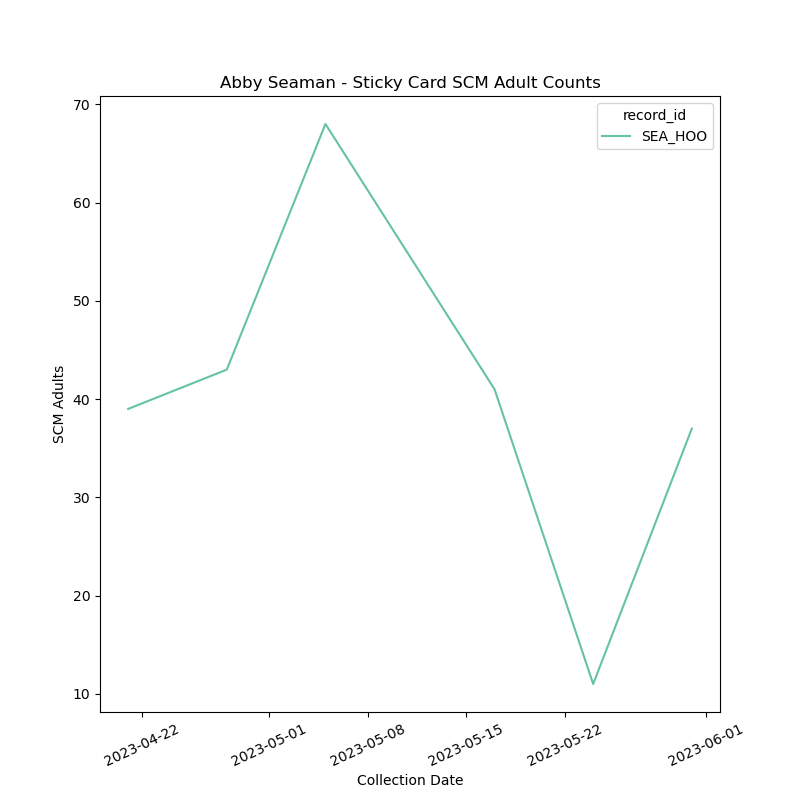 Abby Seaman - Sticky Card SCM Adult Counts
record_id
SEA_HOO
70
60
50
40
30
20
10
SCM Adults
2023-04-22
2023-05-01
2023-05-08
2023-05-15
2023-05-22
2023-06-01
Collection Date